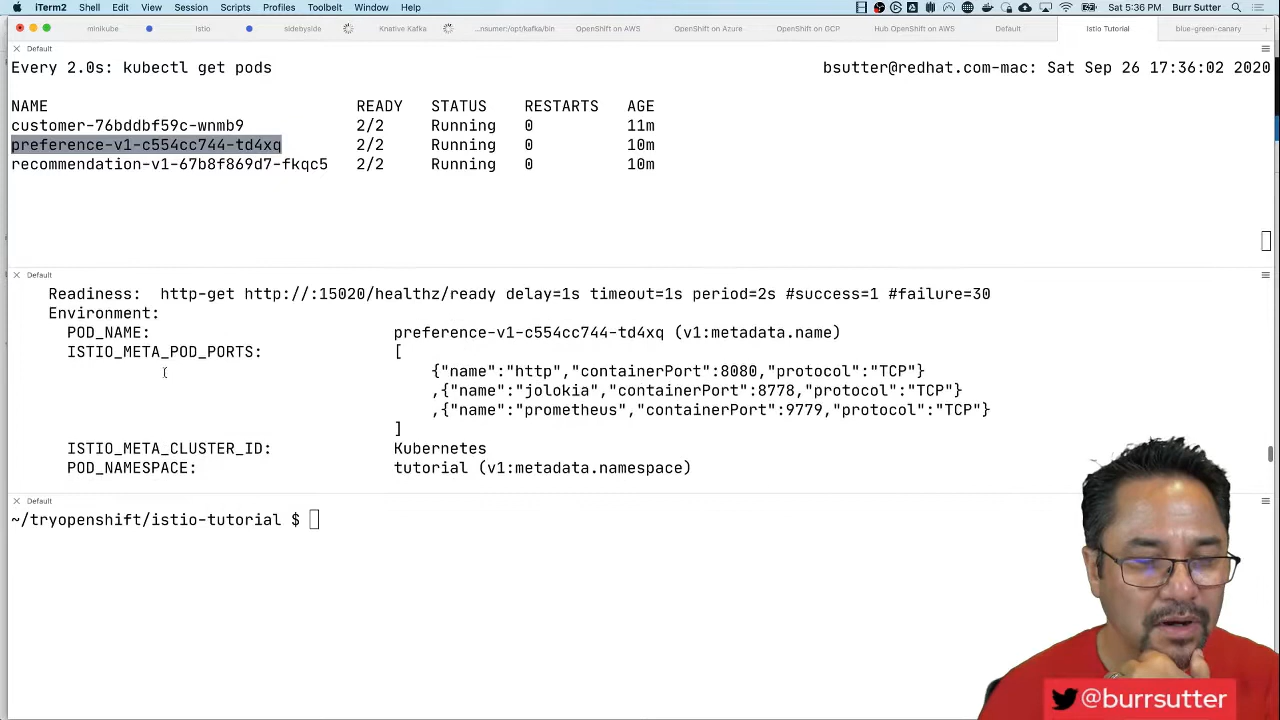 iTerm2 Shell Edit View Session Scripts Profiles Toolbelt Window Help Sat 5:36 PM Burr Sutter
minikube Istio sidebyside Knative Kafka ...nsumer:/opt/kafka/bin OpenShift on AWS OpenShift on Azure OpenShift on GCP Hub OpenShift on AWS Default Istio Tutorial blue-green-canary
Default
Every 2.0s: kubectl get pods bsutter@redhat.com-mac: Sat Sep 26 17:36:02 2020
NAME READY STATUS RESTARTS AGE
customer-76bddbf59c-wnmb9 2/2 Running 0 11m
preference-v1-c554cc744-td4xq 2/2 Running 0 10m
recommendation-v1-67b8f869d7-fkqc5 2/2 Running 0 10m
Default
Readiness: http-get http://:15020/healthz/ready delay=1s timeout=1s period=2s #success=1 #failure=30
Environment:
POD_NAME: preference-v1-c554cc744-td4xq (v1:metadata.name)
ISTIO_META_POD_PORTS: [
{"name":"http","containerPort":8080,"protocol":"TCP"}
,{"name":"jolokia","containerPort":8778,"protocol":"TCP"}
,{"name":"prometheus","containerPort":9779,"protocol":"TCP"}
]
ISTIO_META_CLUSTER_ID: Kubernetes
POD_NAMESPACE: tutorial (v1:metadata.namespace)
Default
~/tryopenshift/istio-tutorial $
@burrsutter